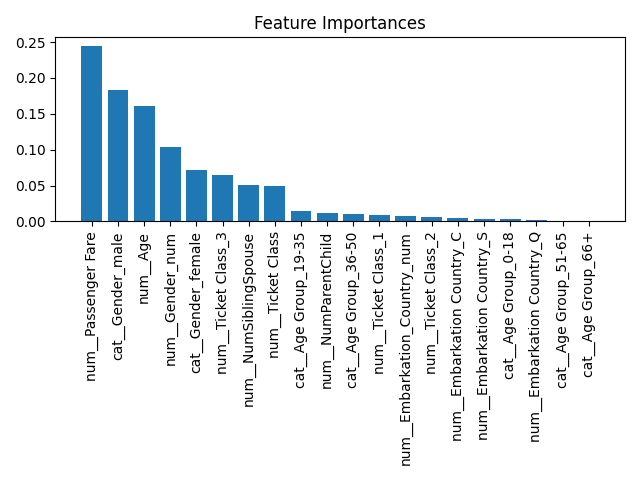 Feature Importances
0.25
0.20
0.15
0.10
0.05
0.00
num__Passenger Fare
cat__Gender_male
num__Age
num__Gender_num
cat__Gender_female
num__Ticket Class_3
num__NumSiblingSpouse
num__Ticket Class
cat__Age Group_19-35
num__NumParentChild
cat__Age Group_36-50
num__Ticket Class_1
num__Embarkation_Country_num
num__Ticket Class_2
num__Embarkation Country_C
num__Embarkation Country_S
cat__Age Group_0-18
num__Embarkation Country_Q
cat__Age Group_51-65
cat__Age Group_66+